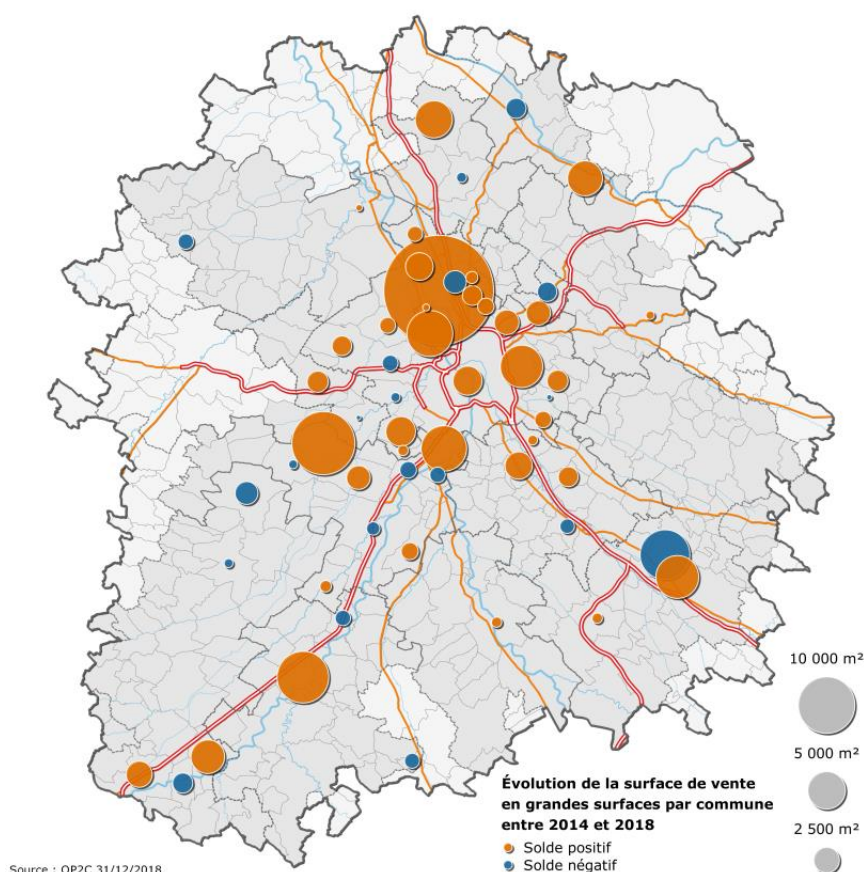 10 000 m²
5 000 m²
2 500 m²
Évolution de la surface de vente
en grandes surfaces par commune
entre 2014 et 2018
Solde positif
Solde négatif
Source : OP2C 31/12/2018